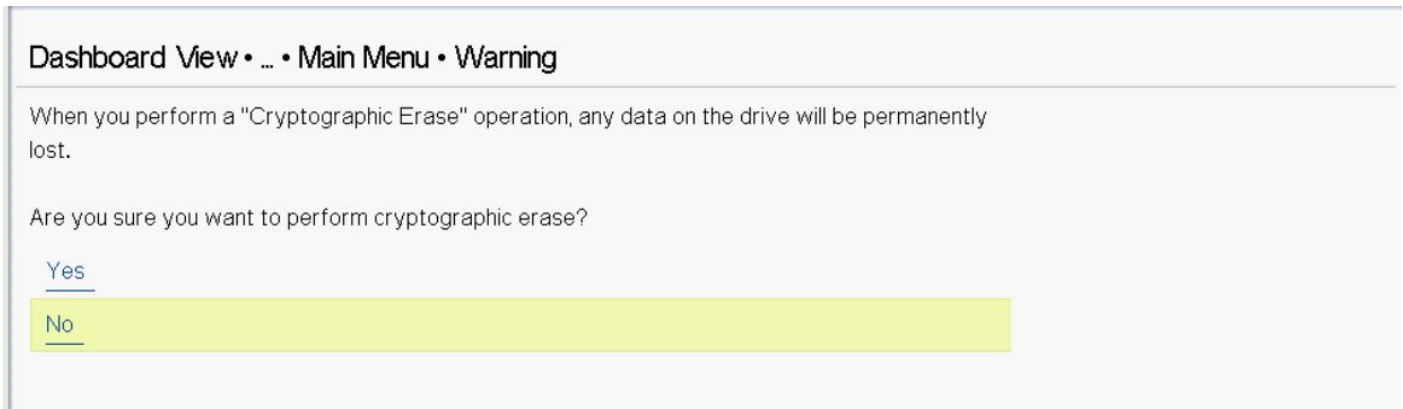 Dashboard View • ... • Main Menu • Warning
When you perform a "Cryptographic Erase" operation, any data on the drive will be permanently
lost.
Are you sure you want to perform cryptographic erase?
Yes
No